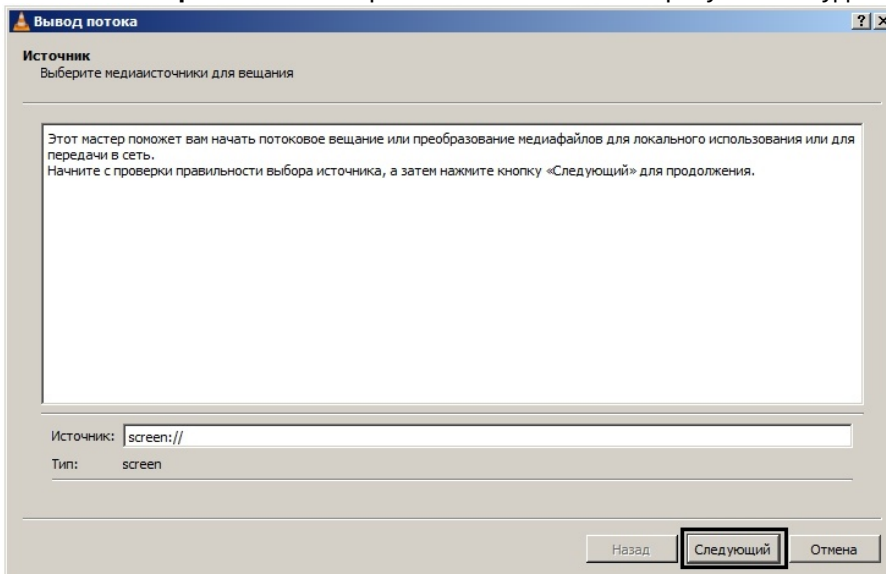 Вывод потока
Источник
Выберите медиаисточники для вещания
Этот мастер поможет вам начать потоковое вещание или преобразование медиафайлов для локального использования или для
передачи в сеть.
Начните с проверки правильности выбора источника, а затем нажмите кнопку «Следующий» для продолжения.
Источник: screen://
Тип: screen
Назад Следующий Отмена